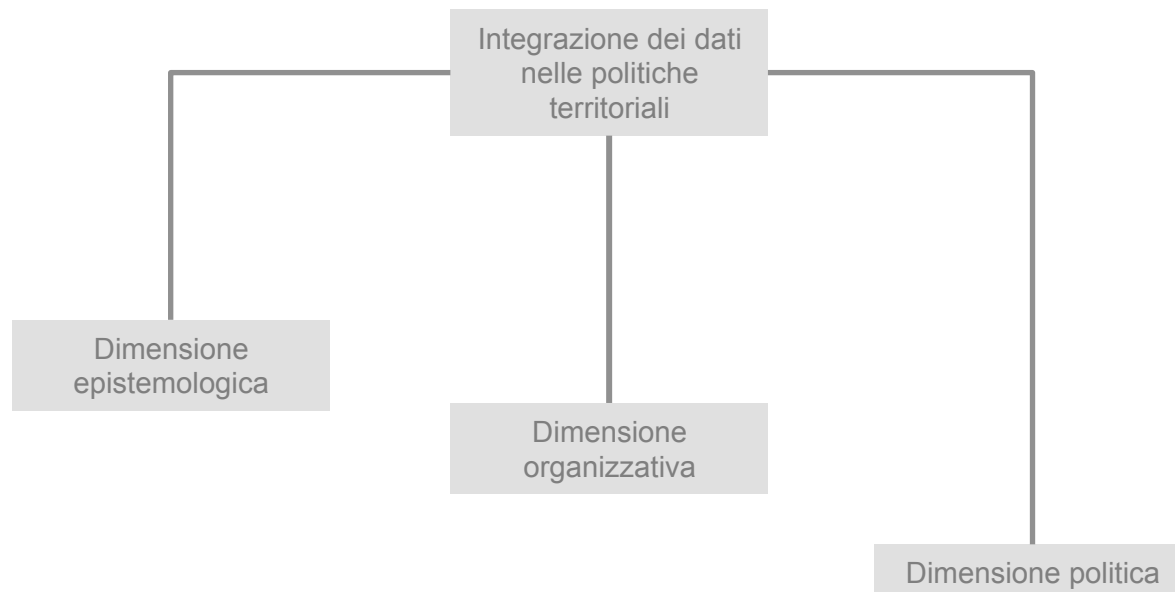 Integrazione dei dati
nelle politiche
territoriali
Dimensione
epistemologica
Dimensione
organizzativa
Dimensione politica